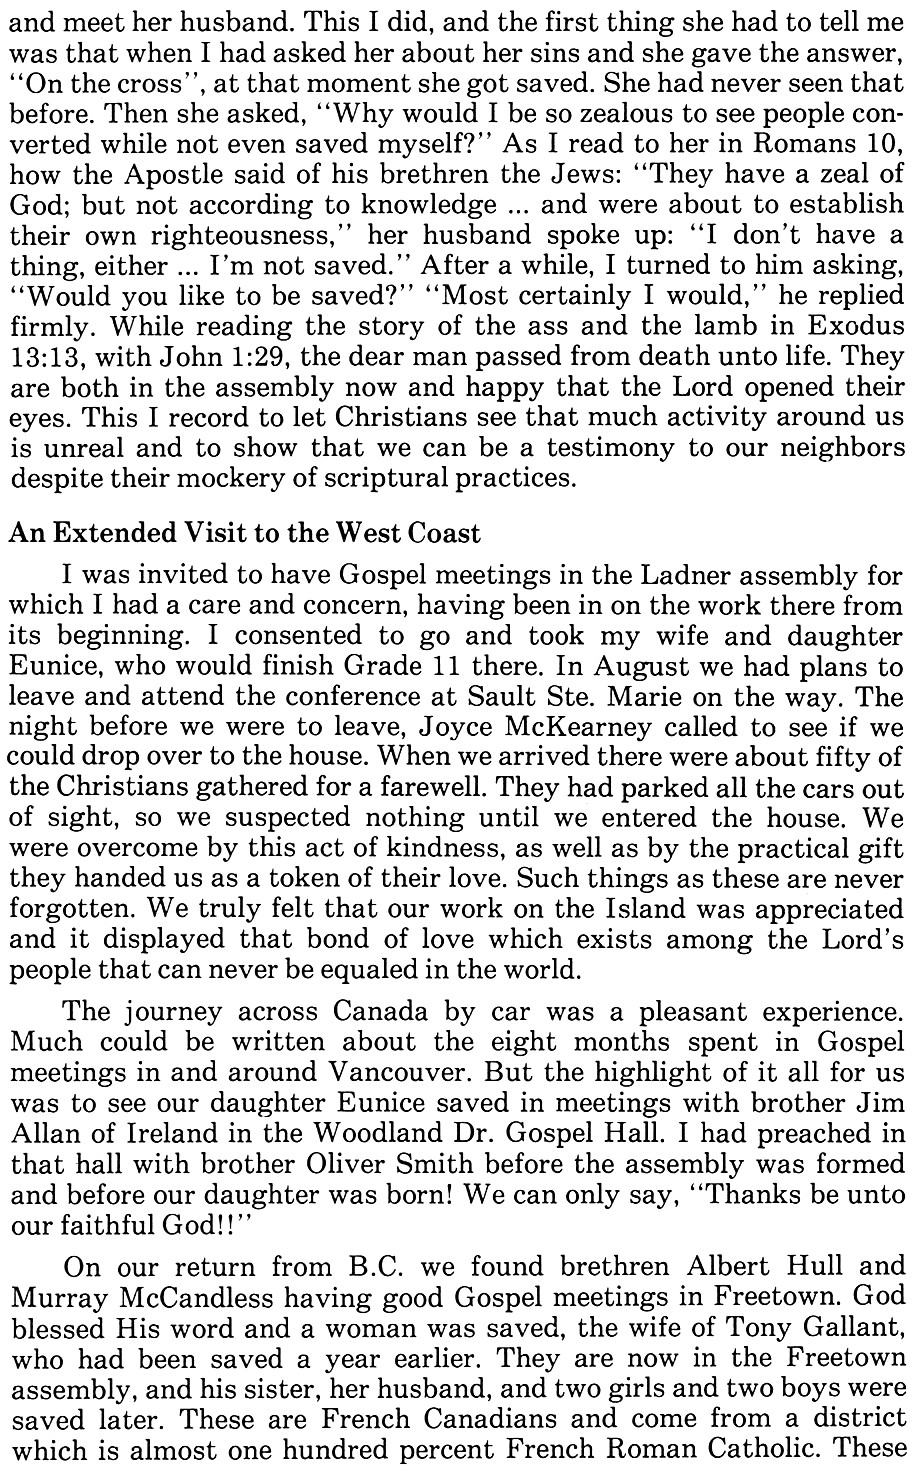 and meet her husband. This I did, and the first thing she had to tell me
was that when I had asked her about her sins and she gave the answer,
"On the cross", at that moment she got saved. She had never seen that
before. Then she asked, "Why would I be so zealous to see people con-
verted while not even saved myself?" As I read to her in Romans 10,
how the Apostle said of his brethren the Jews: "They have a zeal of
God; but not according to knowledge ... and were about to establish
their own righteousness," her husband spoke up: "I don't have a
thing, either ... I'm not saved." After a while, I turned to him asking,
"Would you like to be saved?" "Most certainly I would," he replied
firmly. While reading the story of the ass and the lamb in Exodus
13:13, with John 1:29, the dear man passed from death unto life. They
are both in the assembly now and happy that the Lord opened their
eyes. This I record to let Christians see that much activity around us
is unreal and to show that we can be a testimony to our neighbors
despite their mockery of scriptural practices.
An Extended Visit to the West Coast
I was invited to have Gospel meetings in the Ladner assembly for
which I had a care and concern, having been in on the work there from
its beginning. I consented to go and took my wife and daughter
Eunice, who would finish Grade 11 there. In August we had plans to
leave and attend the conference at Sault Ste. Marie on the way. The
night before we were to leave, Joyce McKearney called to see if we
could drop over to the house. When we arrived there were about fifty of
the Christians gathered for a farewell. They had parked all the cars out
of sight, so we suspected nothing until we entered the house. We
were overcome by this act of kindness, as well as by the practical gift
they handed us as a token of their love. Such things as these are never
forgotten. We truly felt that our work on the Island was appreciated
and it displayed that bond of love which exists among the Lord's
people that can never be equaled in the world.
The journey across Canada by car was a pleasant experience.
Much could be written about the eight months spent in Gospel
meetings in and around Vancouver. But the highlight of it all for us
was to see our daughter Eunice saved in meetings with brother Jim
Allan of Ireland in the Woodland Dr. Gospel Hall. I had preached in
that hall with brother Oliver Smith before the assembly was formed
and before our daughter was born! We can only say, "Thanks be unto
our faithful God!!"
On our return from B.C. we found brethren Albert Hull and
Murray McCandless having good Gospel meetings in Freetown. God
blessed His word and a woman was saved, the wife of Tony Gallant,
who had been saved a year earlier. They are now in the Freetown
assembly, and his sister, her husband, and two girls and two boys were
saved later. These are French Canadians and come from a district
which is almost one hundred percent French Roman Catholic. These